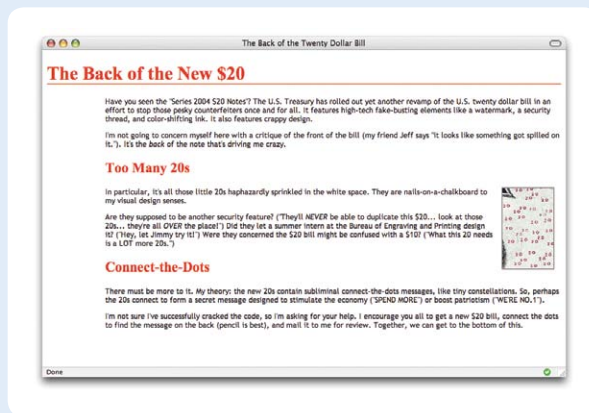 The Back of the Twenty Dollar Bill
The Back of the New $20
Have you seen the "Series 2004 $20 Notes"? The U.S. Treasury has rolled out yet another revamp of the U.S. twenty dollar bill in an
effort to stop those pesky counterfeiters once and for all. It features high-tech fake-busting elements like a watermark, a security
thread, and color-shifting ink. It also features crappy design.
I'm not going to concern myself here with a critique of the front of the bill (my friend Jeff says "It looks like something got spilled on
it."). It's the back of the note that's driving me crazy.
Too Many 20s
In particular, it's all those little 20s haphazardly sprinkled in the white space. They are nails-on-a-chalkboard to
my visual design senses.
Are they supposed to be another security feature? ("They'll NEVER be able to duplicate this $20... look at those
20s... they're all OVER the place!") Did they let a summer intern at the Bureau of Engraving and Printing design
it? ("Hey, let Jimmy try it!") Were they concerned the $20 bill might be confused with a $10? ("What this 20 needs
is a LOT more 20s.")
Connect-the-Dots
There must be more to it. My theory: the new 20s contain subliminal connect-the-dots messages, like tiny constellations. So, perhaps
the 20s connect to form a secret message designed to stimulate the economy ("SPEND MORE") or boost patriotism ("WE'RE NO.1").
I'm not sure I've successfully cracked the code, so I'm asking for your help. I encourage you all to get a new $20 bill, connect the dots
to find the message on the back (pencil is best), and mail it to me for review. Together, we can get to the bottom of this.
Done